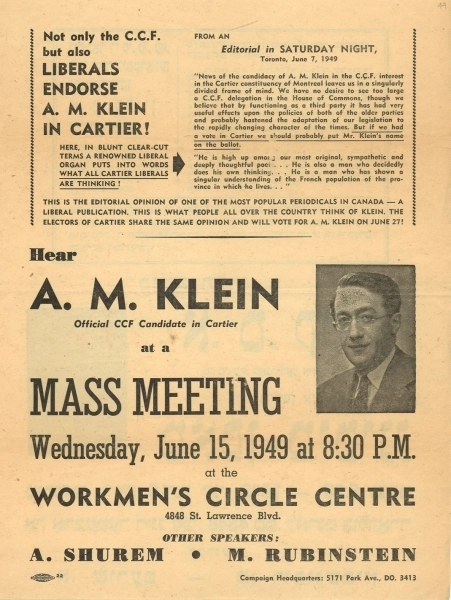 49
Not only the C.C.F.
but also
LIBERALS
ENDORSE
A. M. KLEIN
IN CARTIER!
HERE, IN BLUNT CLEAR-CUT
TERMS A RENOWNED LIBERAL
ORGAN PUTS INTO WORDS
WHAT ALL CARTIER LIBERALS
ARE THINKING !
FROM AN
Editorial in SATURDAY NIGHT,
Toronto, June 7, 1949
"News of the candidacy of A. M. Klein in the C.C.F. interest
in the Cartier constituency of Montreal leaves us in a singularly
divided frame of mind. We have no desire to see too large
a C.C.F. delegation in the House of Commons, though we
believe that by functioning as a third party it has had very
useful effects upon the policies of both of the older parties
and probably hastened the adaptation of our legislation to
the rapidly changing character of the times. But if we had
a vote in Cartier we should probably put Mr. Klein's name
on the ballot.
"He is high up among our most original, sympathetic and
deeply thoughtful poets . . . He is also a man who decidedly
does his own thinking. . . He is a man who has shown a
singular understanding of the French population of the pro-
vince in which he lives. . . "
THIS IS THE EDITORIAL OPINION OF ONE OF THE MOST POPULAR PERIODICALS IN CANADA — A
LIBERAL PUBLICATION. THIS IS WHAT PEOPLE ALL OVER THE COUNTRY THINK OF KLEIN. THE
ELECTORS OF CARTIER SHARE THE SAME OPINION AND WILL VOTE FOR A. M. KLEIN ON JUNE 27!
Hear
A. M. KLEIN
Official CCF Candidate in Cartier
at a
MASS MEETING
Wednesday, June 15, 1949 at 8:30 P.M.
at the
WORKMEN'S CIRCLE CENTRE
4848 St. Lawrence Blvd.
OTHER SPEAKERS:
A. SHUREM • M. RUBINSTEIN
22
Campaign Headquarters: 5171 Park Ave., DO. 3413